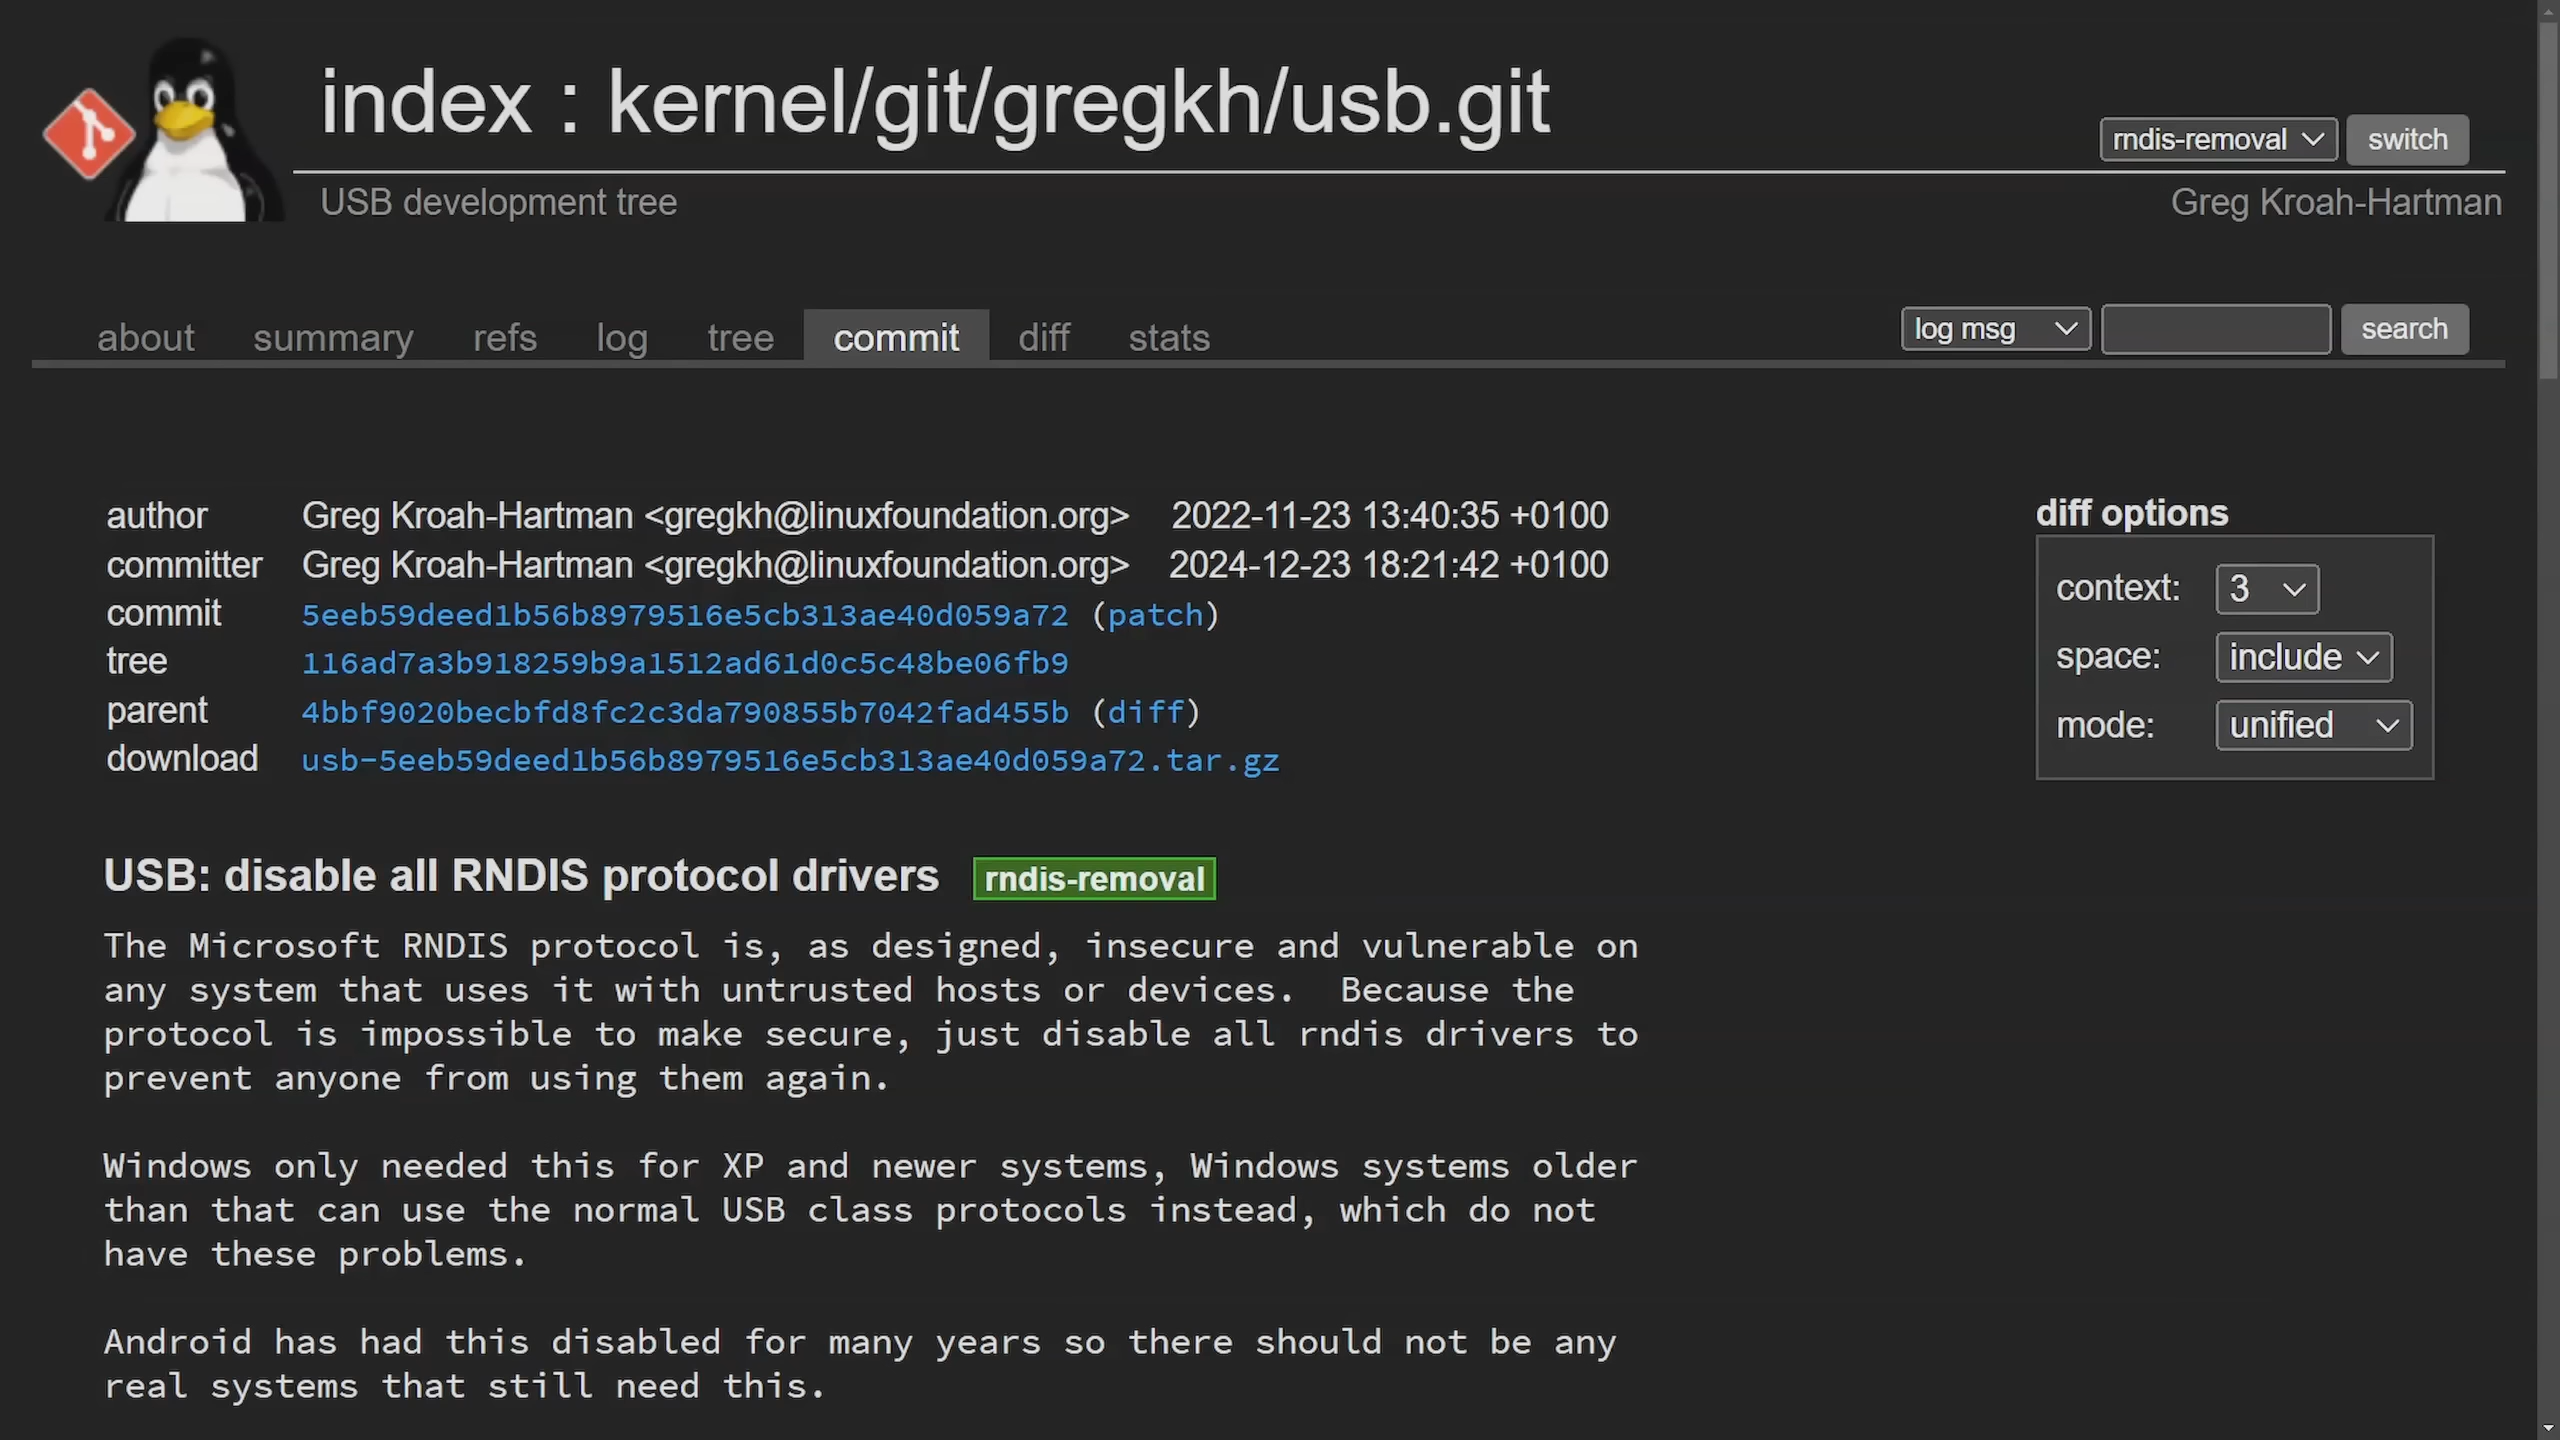 index : kernel/git/gregkh/usb.git
rndis-removal switch
USB development tree Greg Kroah-Hartman
about summary refs log tree commit diff stats log msg search
author Greg Kroah-Hartman <gregkh@linuxfoundation.org> 2022-11-23 13:40:35 +0100
committer Greg Kroah-Hartman <gregkh@linuxfoundation.org> 2024-12-23 18:21:42 +0100
commit 5eeb59deed1b56b8979516e5cb313ae40d059a72 (patch)
tree 116ad7a3b918259b9a1512ad61d0c5c48be06fb9
parent 4bbf9020becbfd8fc2c3da790855b7042fad455b (diff)
download usb-5eeb59deed1b56b8979516e5cb313ae40d059a72.tar.gz
diff options
context: 3
space: include
mode: unified
USB: disable all RNDIS protocol drivers rndis-removal
The Microsoft RNDIS protocol is, as designed, insecure and vulnerable on
any system that uses it with untrusted hosts or devices.  Because the
protocol is impossible to make secure, just disable all rndis drivers to
prevent anyone from using them again.
Windows only needed this for XP and newer systems, Windows systems older
than that can use the normal USB class protocols instead, which do not
have these problems.
Android has had this disabled for many years so there should not be any
real systems that still need this.